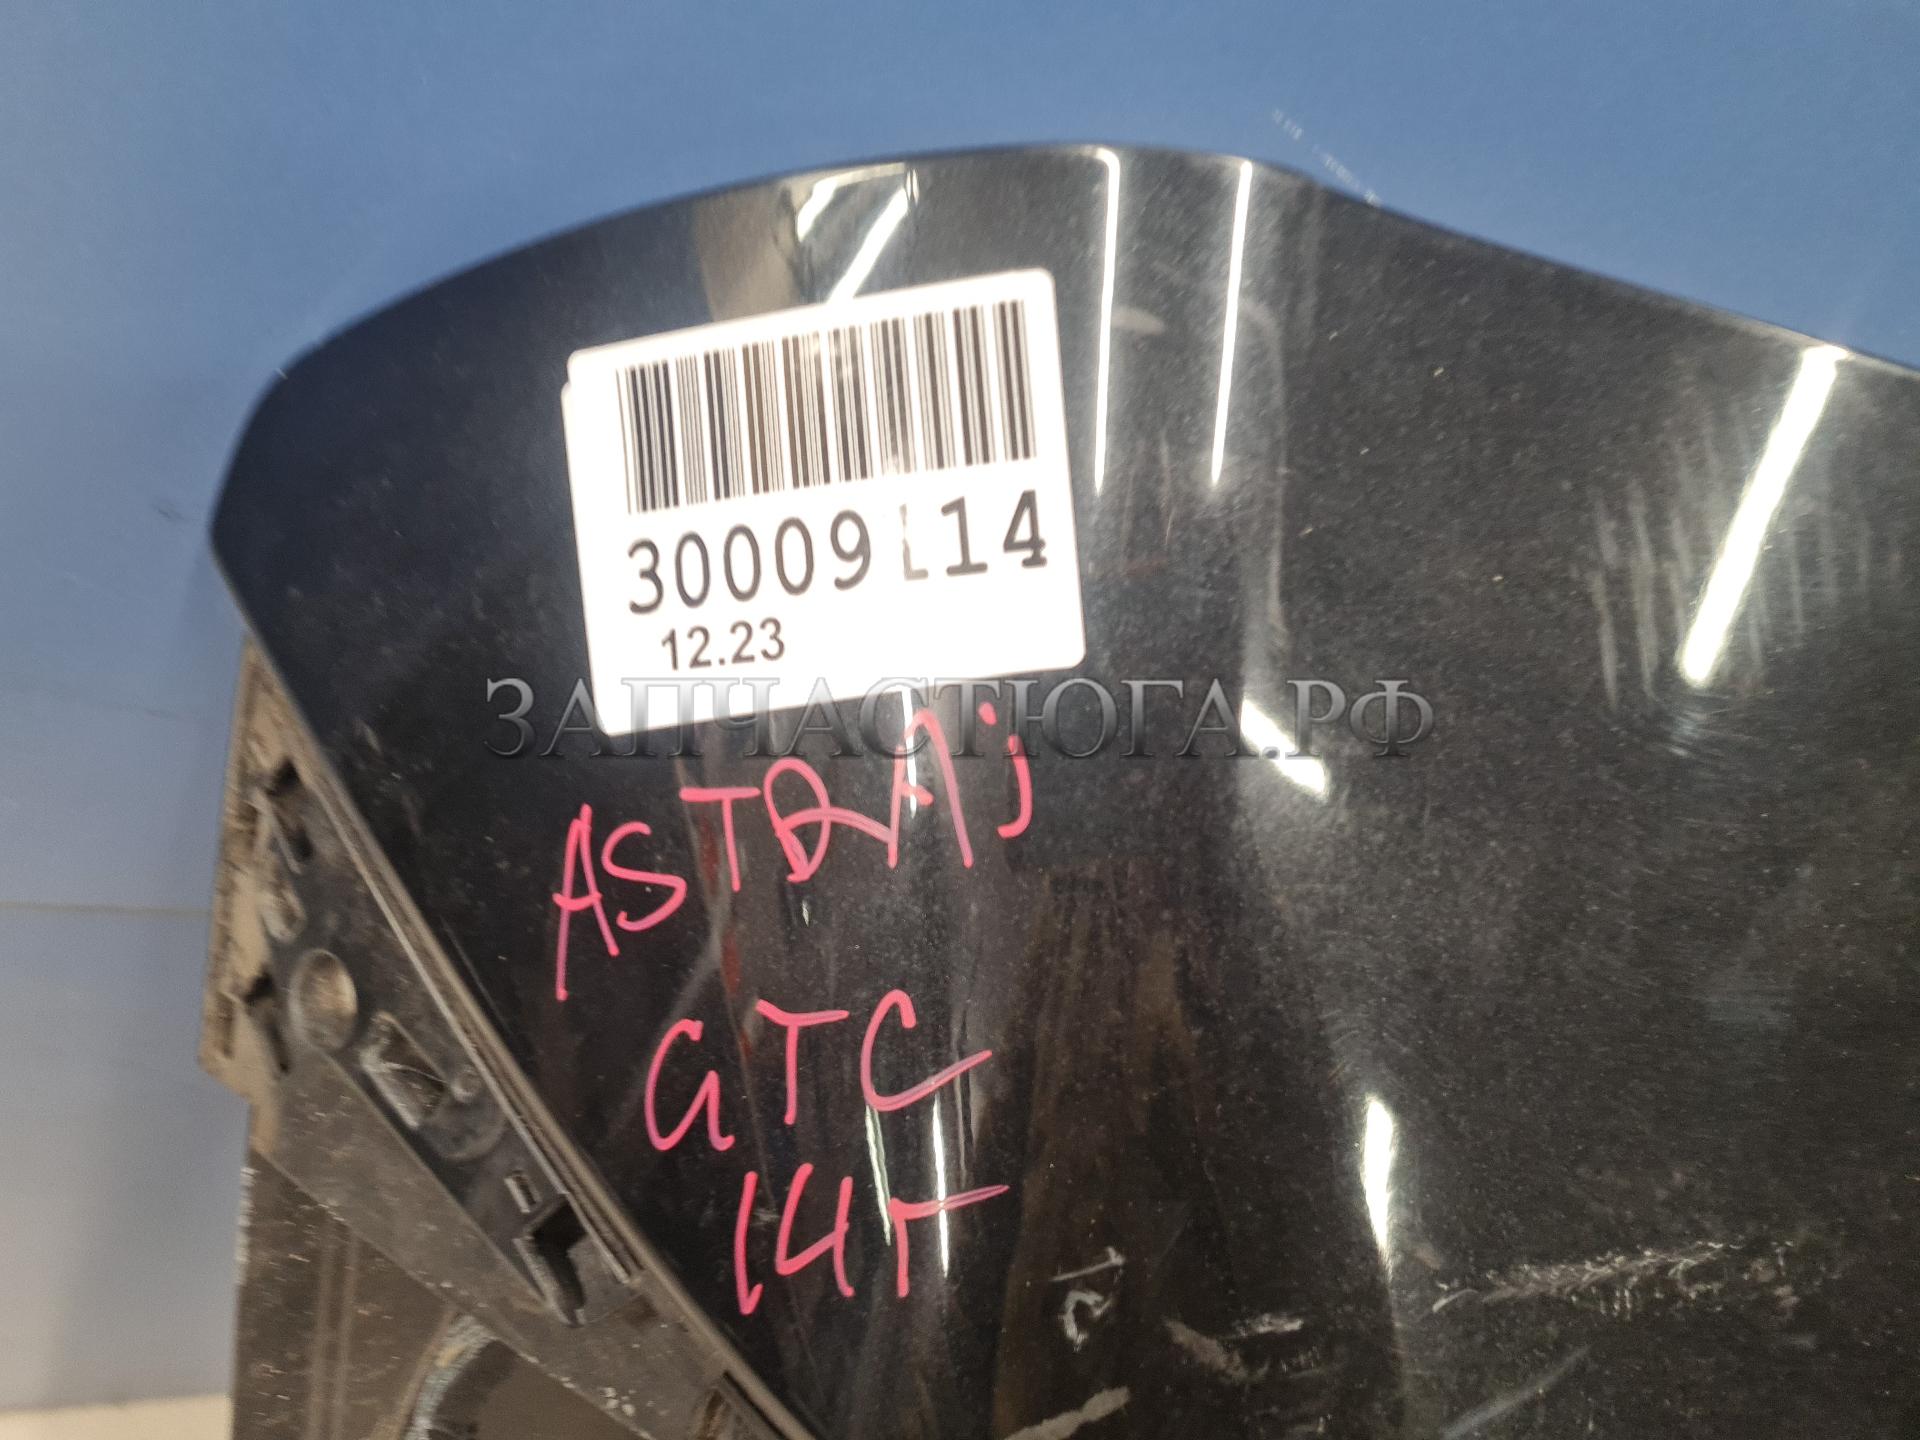 30009114
12.23
ЗАПЧАСТЮГА.РФ
ASTRA j
GTC
14г